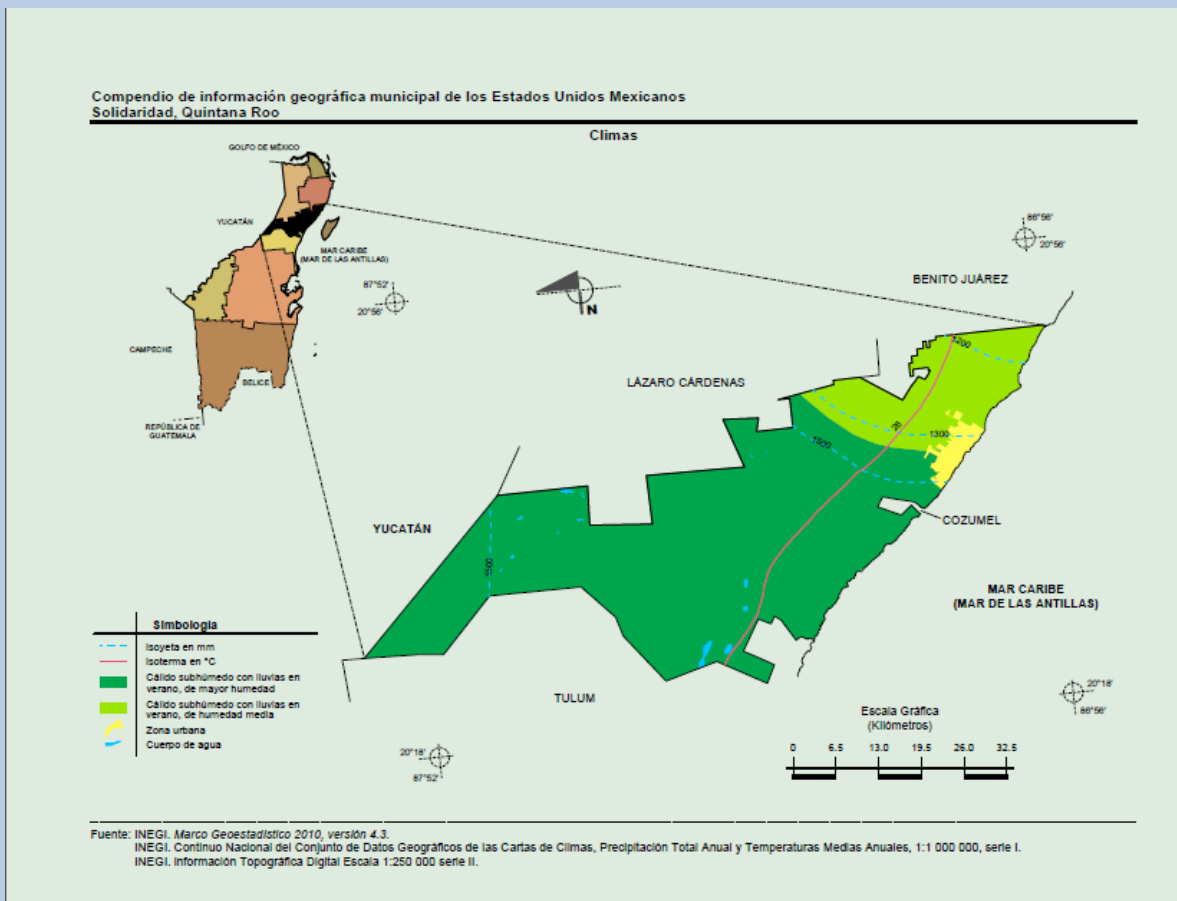 Compendio de información geográfica municipal de los Estados Unidos Mexicanos
Solidaridad, Quintana Roo
Climas
GOLFO DE MÉXICO
YUCATÁN
MAR CARIBE
(MAR DE LAS ANTILLAS)
CAMPECHE
BELICE
REPÚBLICA DE
GUATEMALA
87°52'
20°56'
N
86°56'
20°56'
BENITO JUÁREZ
LÁZARO CÁRDENAS
1200
1300
1500
YUCATÁN
1500
COZUMEL
MAR CARIBE
(MAR DE LAS ANTILLAS)
TULUM
20°18'
86°56'
20°18'
87°52'
Simbología
Isoyeta en mm
Isoterma en °C
Cálido subhúmedo con lluvias en
verano, de mayor humedad
Cálido subhúmedo con lluvias en
verano, de humedad media
Zona urbana
Cuerpo de agua
Escala Gráfica
(Kilómetros)
0 6.5 13.0 19.5 26.0 32.5
Fuente: INEGI. Marco Geoestadístico 2010, versión 4.3.
INEGI. Continuo Nacional del Conjunto de Datos Geográficos de las Cartas de Climas, Precipitación Total Anual y Temperaturas Medias Anuales, 1:1 000 000, serie I.
INEGI. Información Topográfica Digital Escala 1:250 000 serie II.